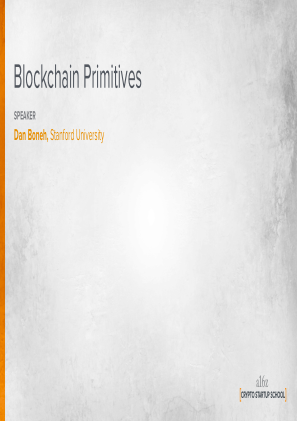 Blockchain Primitives
SPEAKER
Dan Boneh, Stanford University
a16z
[CRYPTO STARTUP SCHOOL]